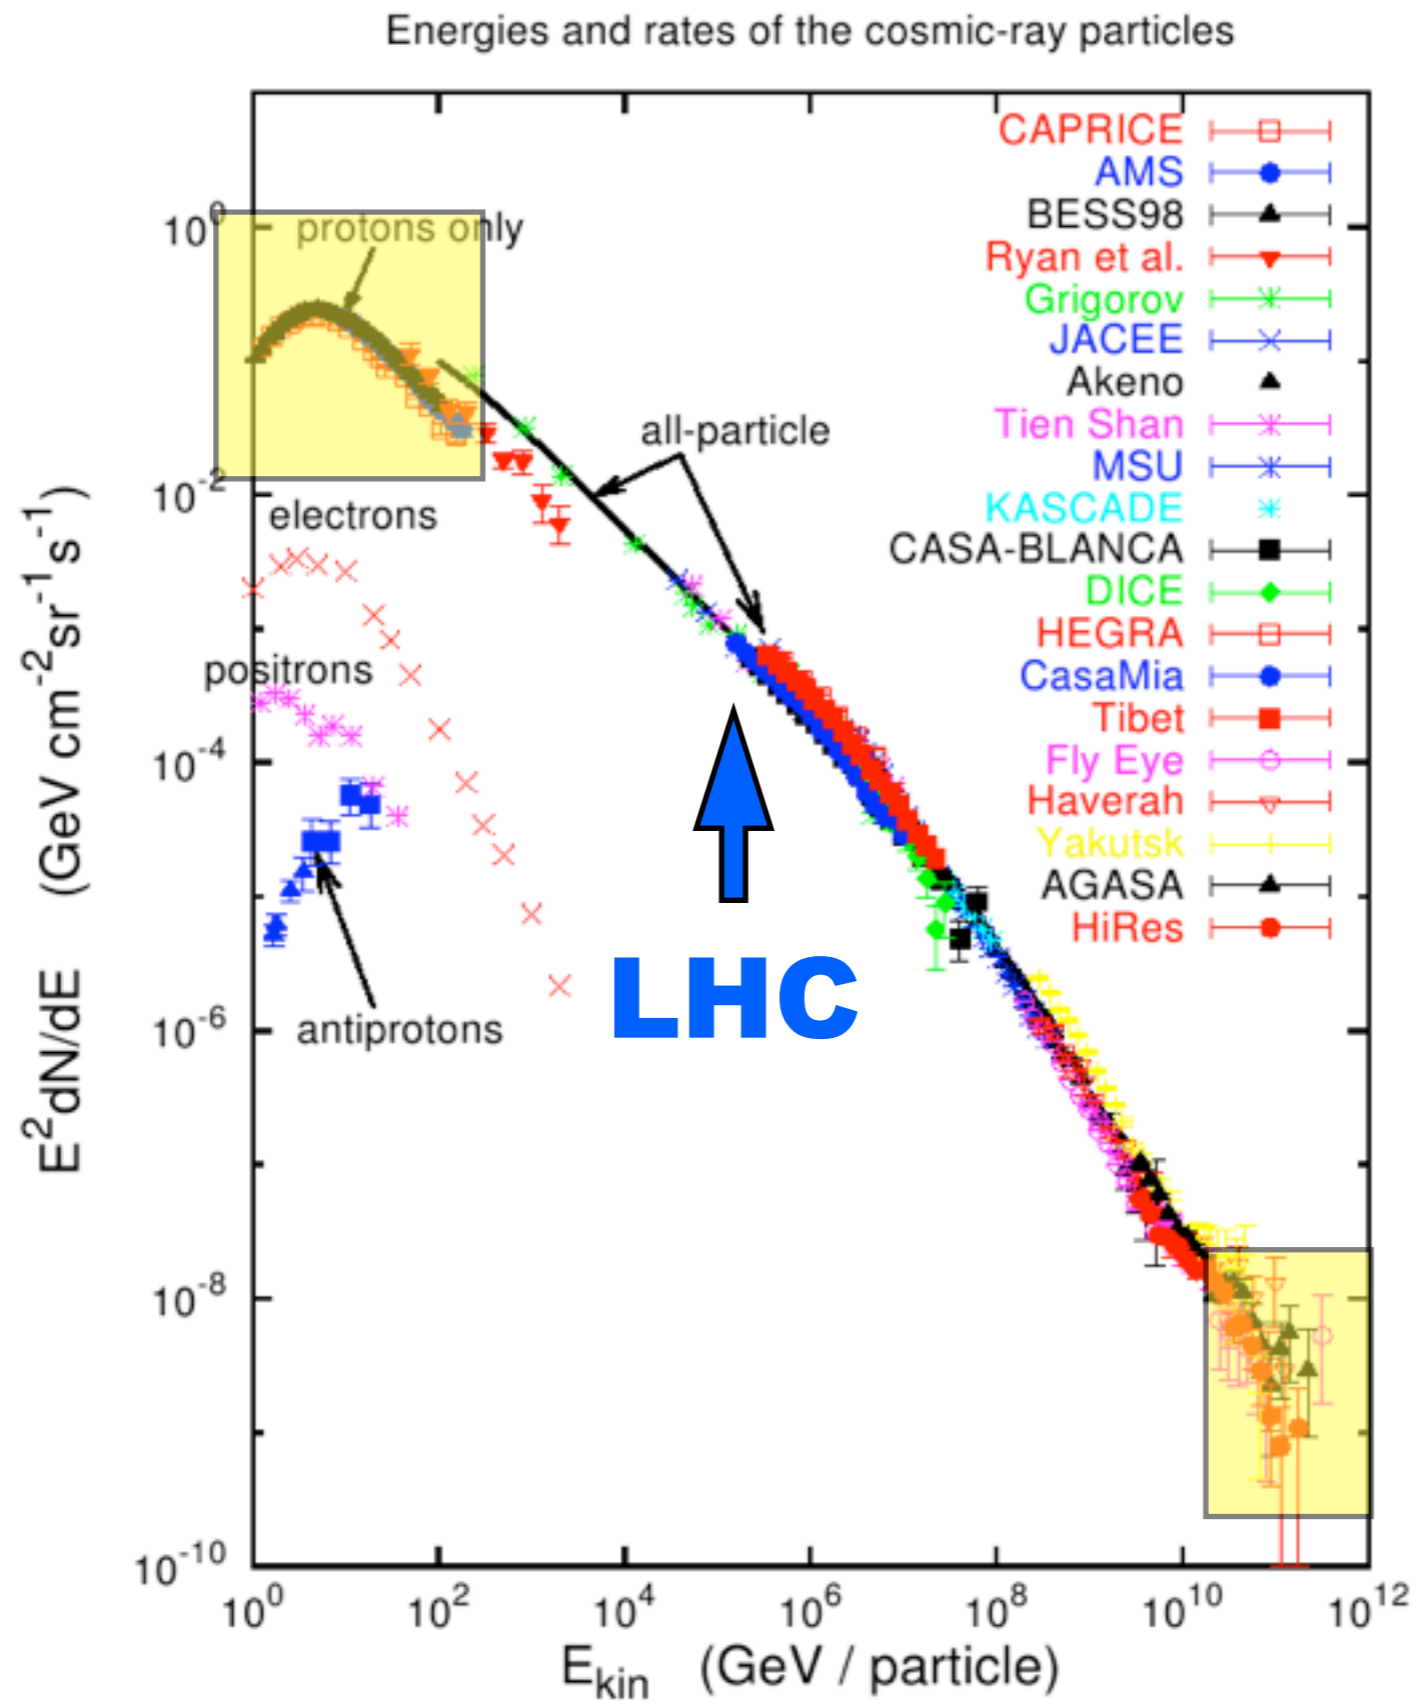 Energies and rates of the cosmic-ray particles
CAPRICE
AMS
BESS98
Ryan et al.
Grigorov
JACEE
Akeno
Tien Shan
MSU
KASCADE
CASA-BLANCA
DICE
HEGRA
CasaMia
Tibet
Fly Eye
Haverah
Yakutsk
AGASA
HiRes
protons only
all-particle
electrons
positrons
antiprotons
LHC
10^0
10^-2
10^-4
10^-6
10^-8
10^-10
E^2dN/dE (GeV cm^-2sr^-1s^-1)
10^0 10^2 10^4 10^6 10^8 10^10 10^12
E_kin (GeV / particle)